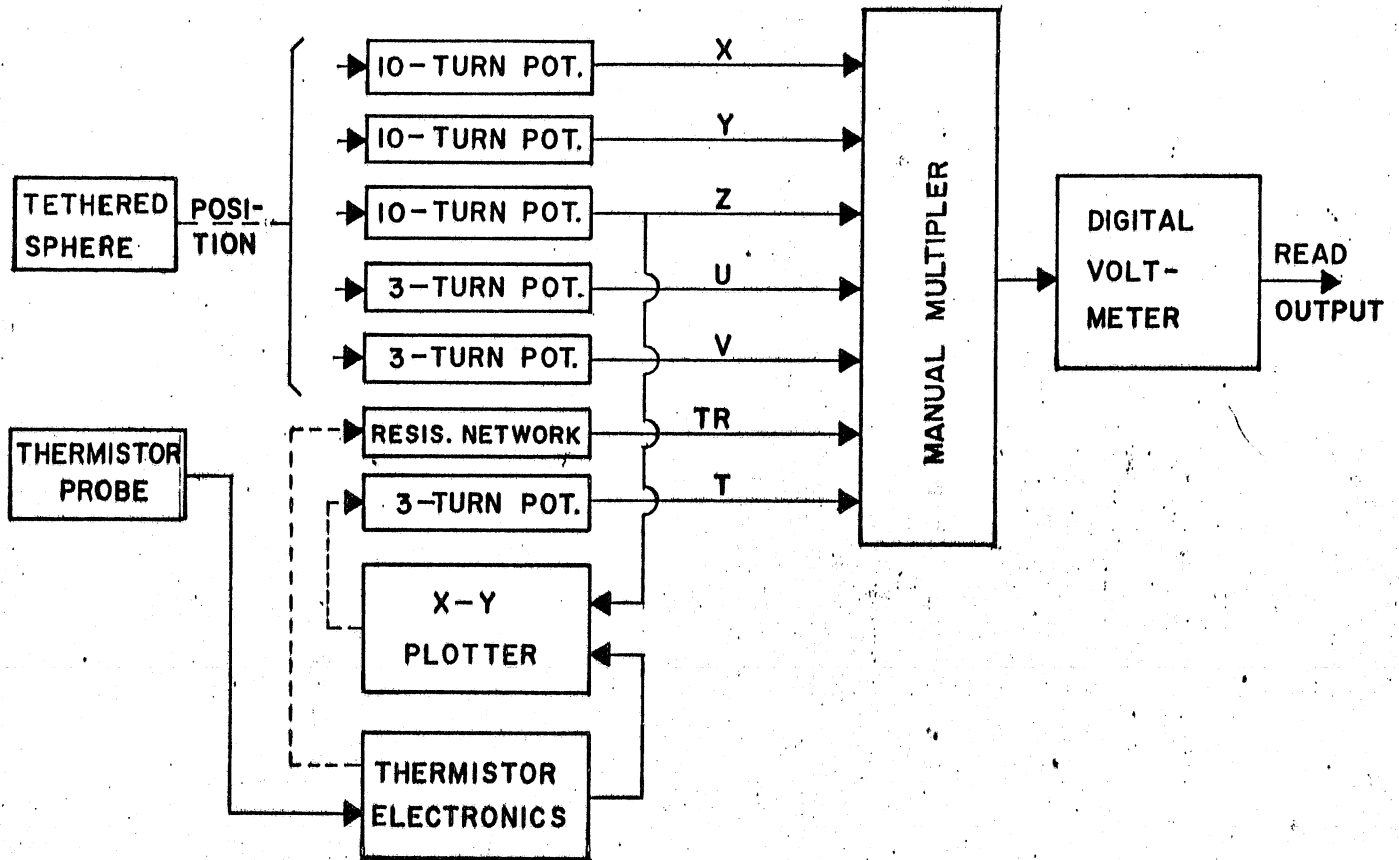 10-TURN POT.
X
10-TURN POT.
Y
10-TURN POT.
Z
3-TURN POT.
U
3-TURN POT.
V
RESIS. NETWORK
TR
3-TURN POT.
T
TETHERED
SPHERE
POSI-
TION
THERMISTOR
PROBE
X-Y
PLOTTER
THERMISTOR
ELECTRONICS
MANUAL MULTIPLER
DIGITAL
VOLT-
METER
READ
OUTPUT